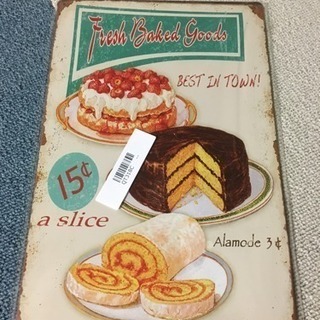 Fresh Baked Goods
BEST IN TOWN!
15¢
a slice
Alamode 3¢